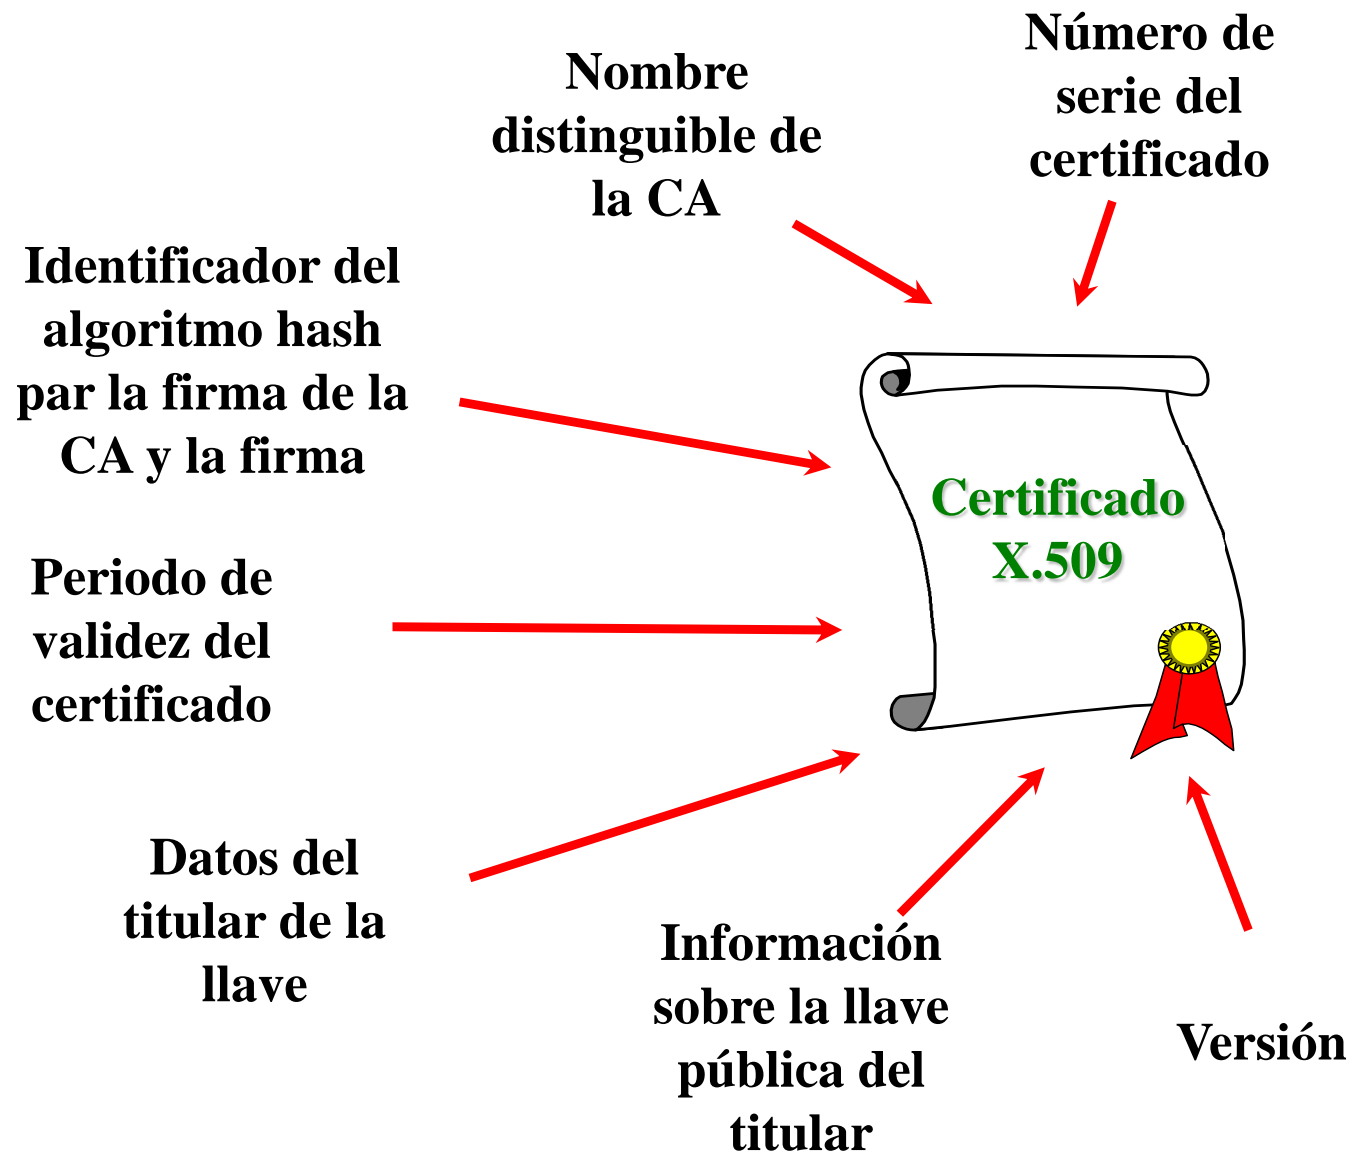 Nombre
distinguible de
la CA
Número de
serie del
certificado
Identificador del
algoritmo hash
par la firma de la
CA y la firma
Certificado
X.509
Periodo de
validez del
certificado
Datos del
titular de la
llave
Información
sobre la llave
pública del
titular
Versión